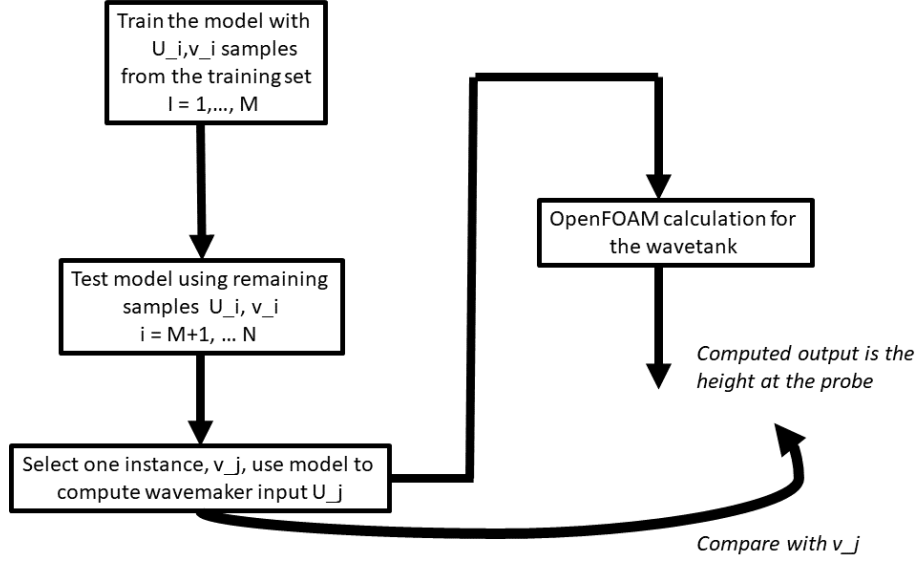 Train the model with
U_i,v_i samples
from the training set
I = 1,..., M
Test model using remaining
samples U_i, v_i
i = M+1, ... N
Select one instance, v_j, use model to
compute wavemaker input U_j
OpenFOAM calculation for
the wavetank
Computed output is the
height at the probe
Compare with v_j